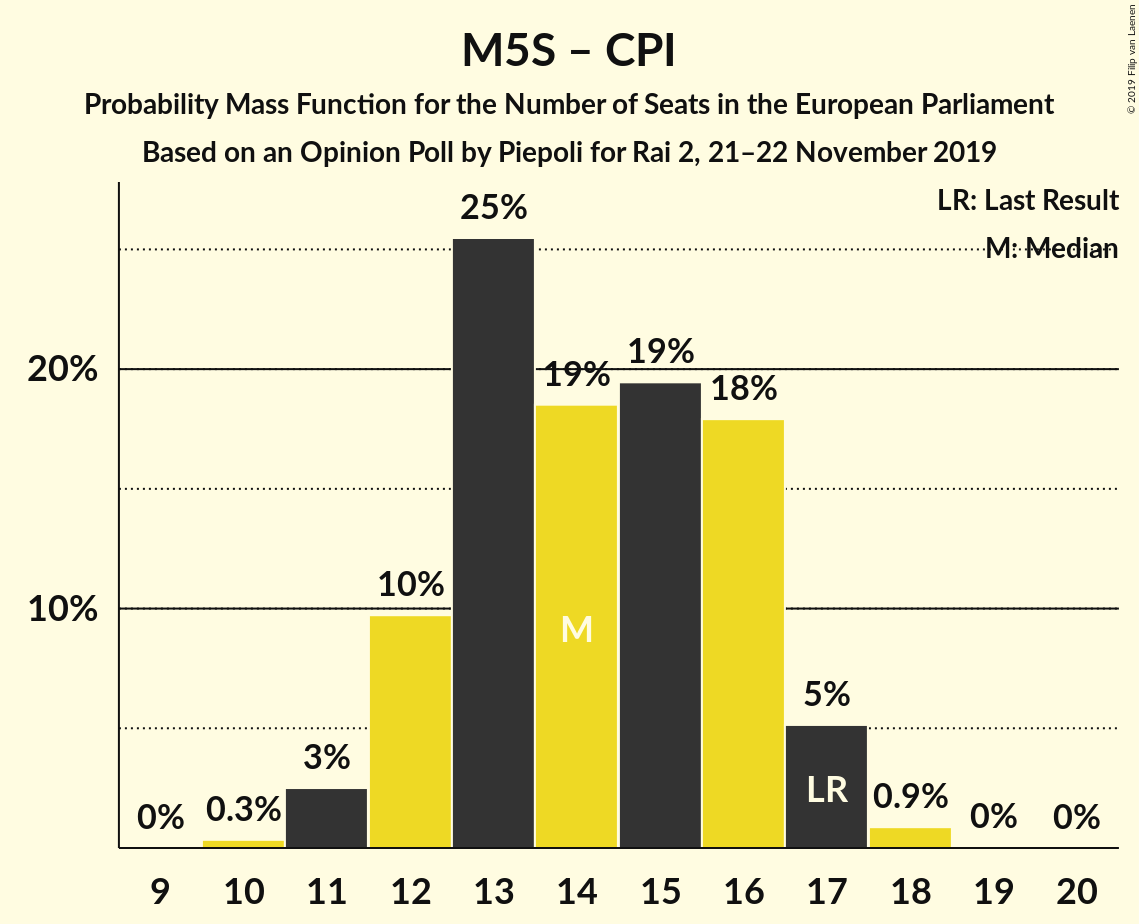 M5S – CPI
Probability Mass Function for the Number of Seats in the European Parliament
Based on an Opinion Poll by Piepoli for Rai 2, 21–22 November 2019
© 2019 Filip van Laenen
LR: Last Result
M: Median
25%
20%
19%
19%
18%
10%
10%
M
5%
3%
LR
0%
0.3%
0.9%
0%
0%
9 10 11 12 13 14 15 16 17 18 19 20